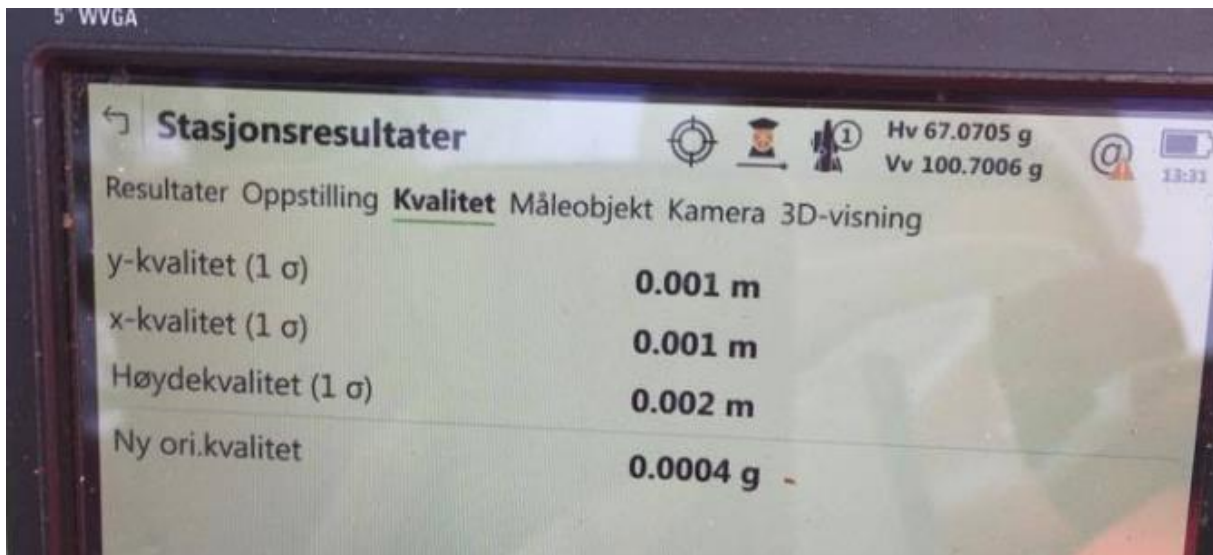 5" WVGA
Stasjonsresultater
1
Hv 67.0705 g
Vv 100.7006 g
@
13:31
Resultater Oppstilling Kvalitet Måleobjekt Kamera 3D-visning
y-kvalitet (1 σ) 0.001 m
x-kvalitet (1 σ) 0.001 m
Høydekvalitet (1 σ) 0.002 m
Ny ori.kvalitet 0.0004 g